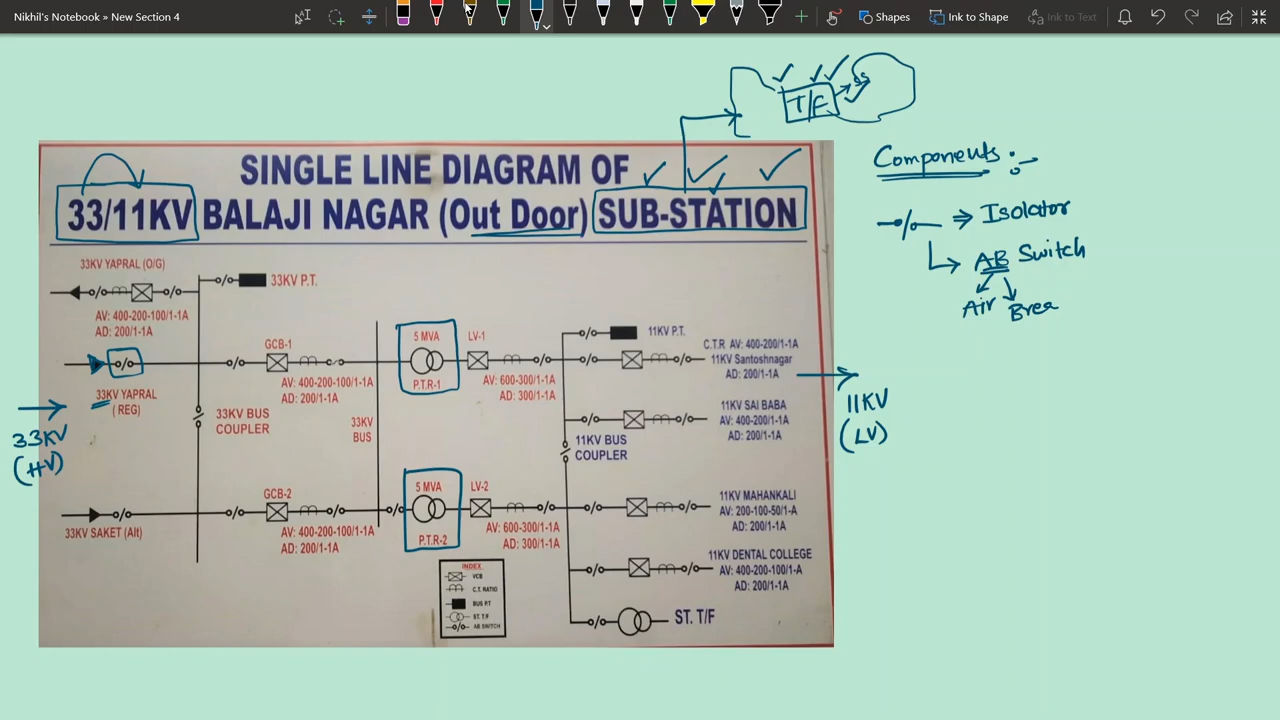 Nikhil's Notebook » New Section 4
Shapes
Ink to Shape
Ink to Text
T/F
SINGLE LINE DIAGRAM OF
33/11KV BALAJI NAGAR (Out Door) SUB-STATION
Components :-
⇒ Isolator
AB Switch
Air Brea
33KV YAPRAL (O/G)
33KV P.T.
AV: 400-200-100/1-1A
AD: 200/1-1A
33KV YAPRAL
(REG)
33KV
(HV)
GCB-1
AV: 400-200-100/1-1A
AD: 200/1-1A
33KV BUS
COUPLER
33KV
BUS
5 MVA
P.T.R-1
LV-1
AV: 600-300/1-1A
AD: 300/1-1A
11KV P.T.
C.T.R AV: 400-200/1-1A
11KV Santoshnagar
AD: 200/1-1A
11KV
(LV)
11KV SAI BABA
AV: 400-200/1-1A
AD: 200/1-1A
11KV BUS
COUPLER
33KV SAKET (Alt)
GCB-2
AV: 400-200-100/1-1A
AD: 200/1-1A
5 MVA
P.T.R-2
LV-2
AV: 600-300/1-1A
AD: 300/1-1A
11KV MAHANKALI
AV: 200-100-50/1-A
AD: 200/1-1A
11KV DENTAL COLLEGE
AV: 400-200-100/1-A
AD: 200/1-1A
ST. T/F
INDEX
VCB
C.T. RATIO
BUS P.T
ST. T/F
AB SWITCH